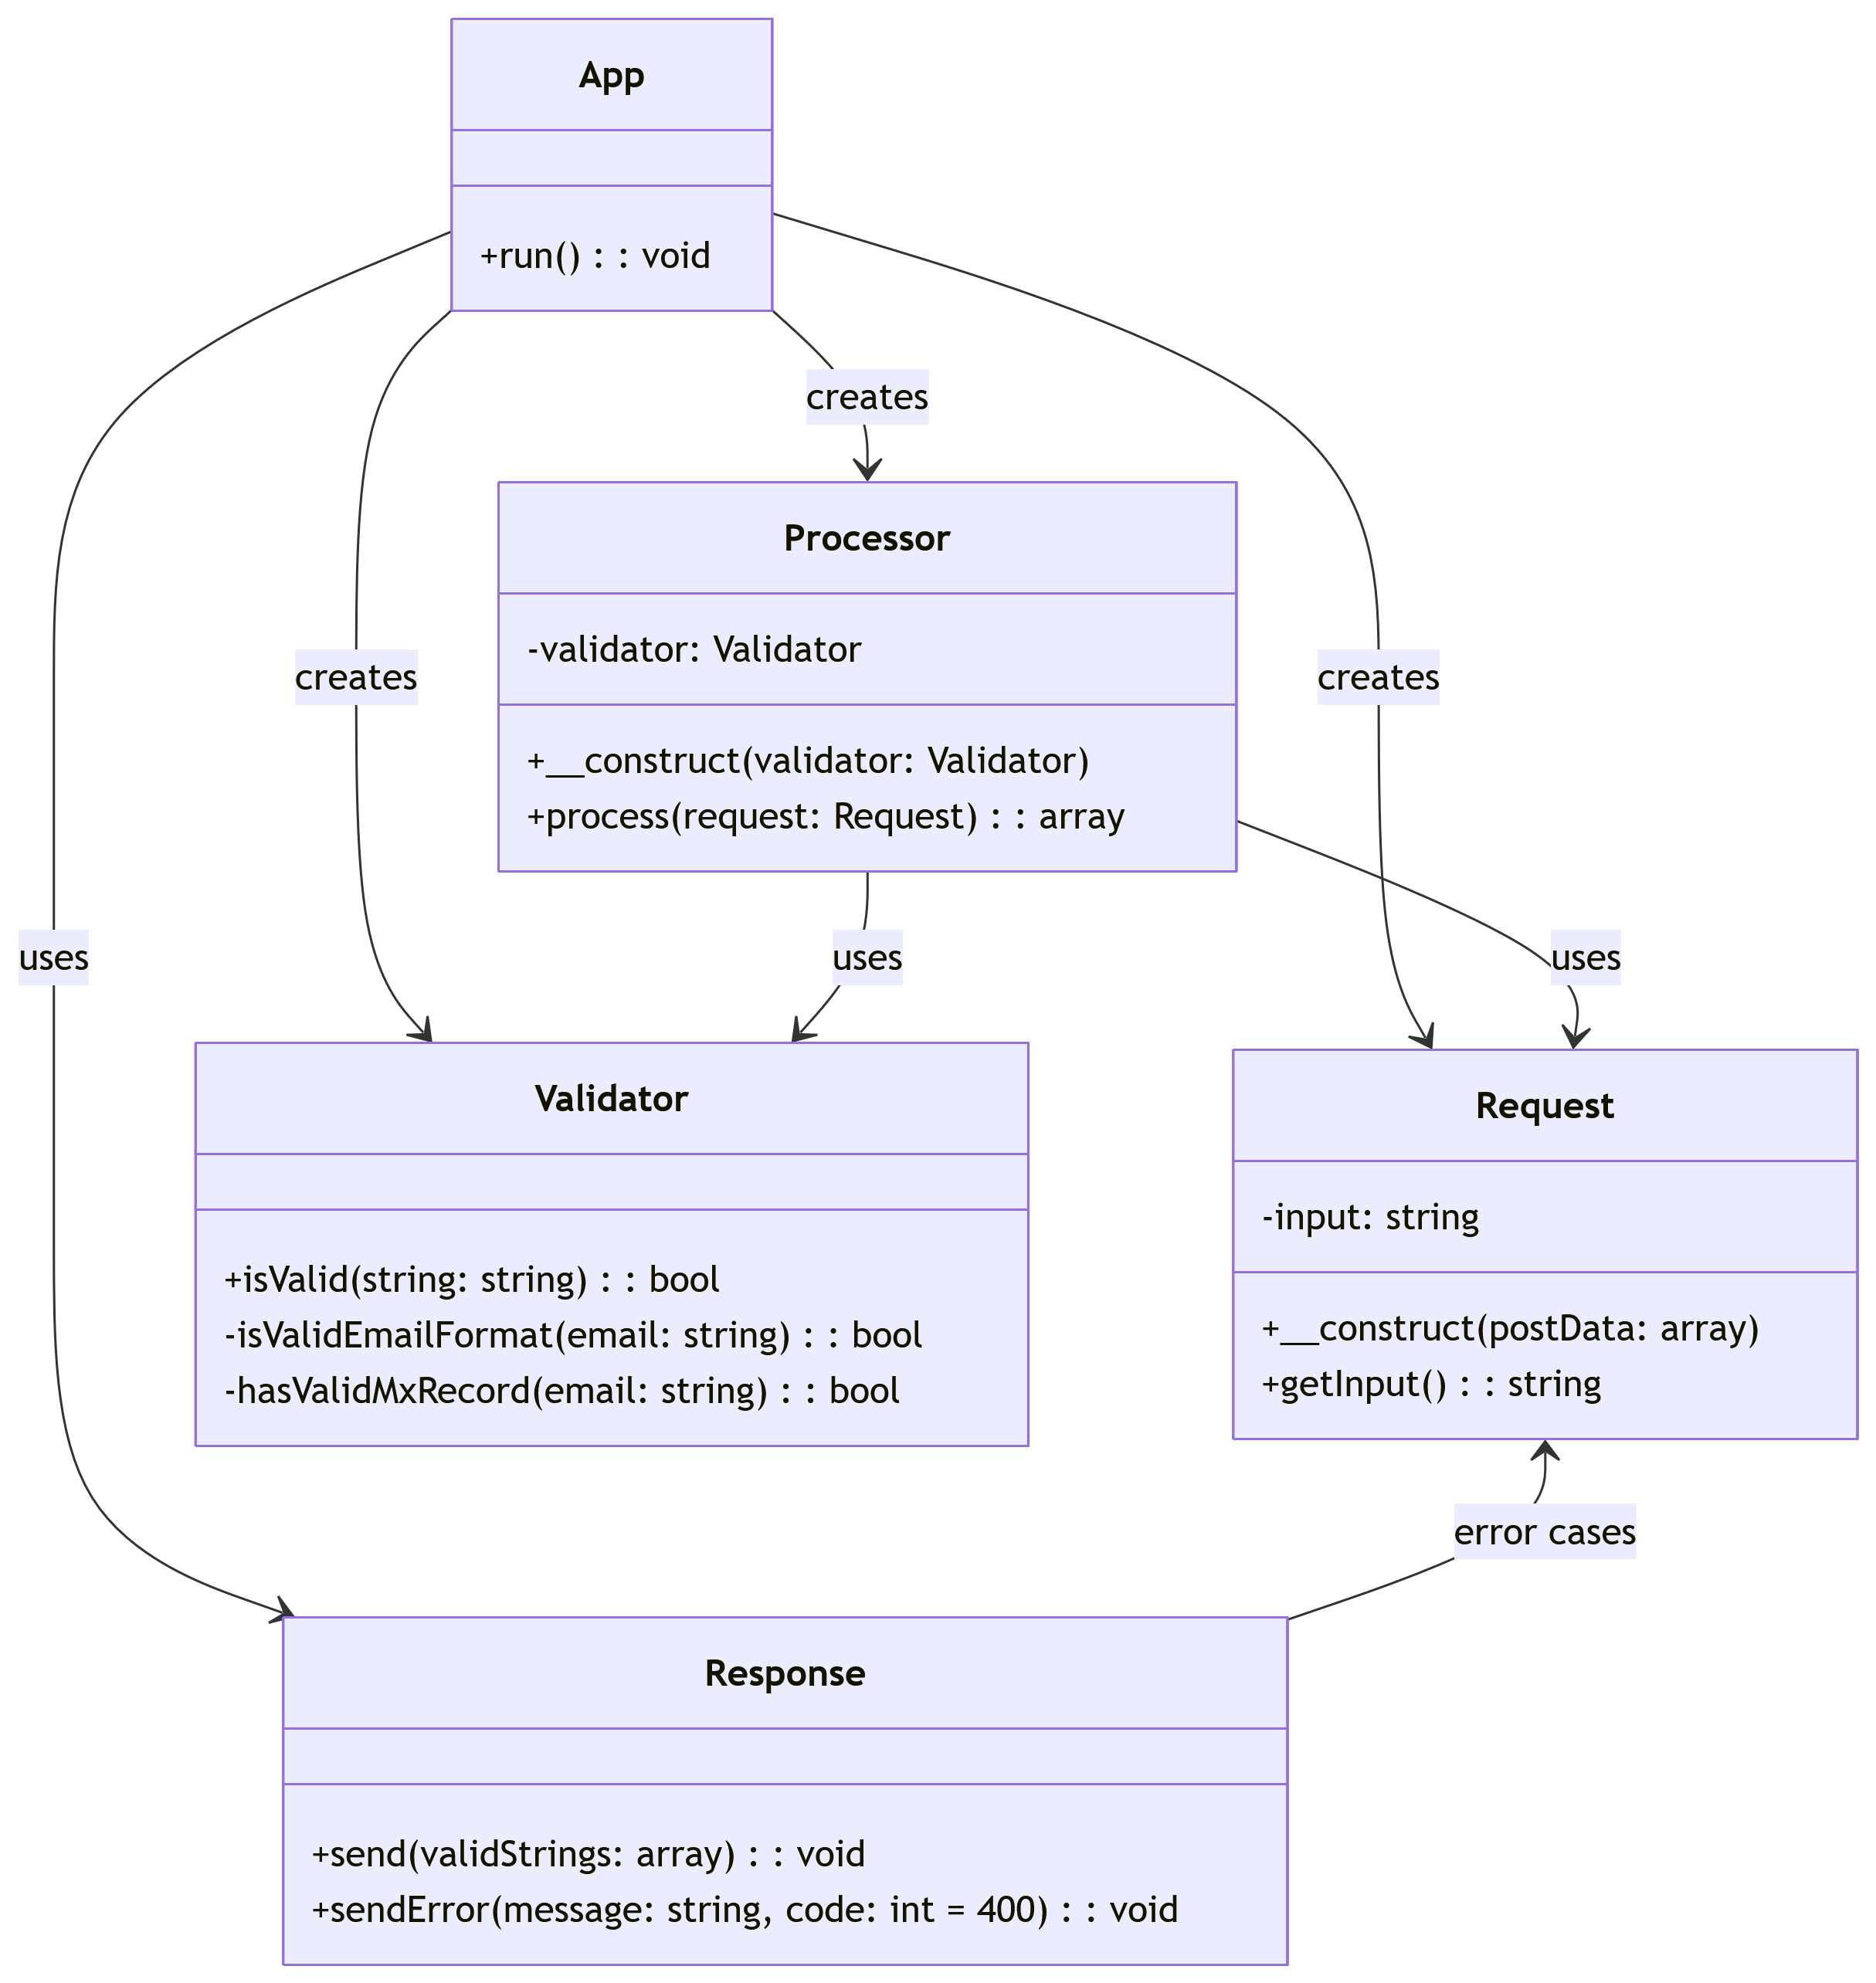 App
+run() : : void
creates
Processor
-validator: Validator
+__construct(validator: Validator)
+process(request: Request) : : array
creates
creates
uses
uses
uses
Validator
+isValid(string: string) : : bool
-isValidEmailFormat(email: string) : : bool
-hasValidMxRecord(email: string) : : bool
Request
-input: string
+__construct(postData: array)
+getInput() : : string
error cases
Response
+send(validStrings: array) : : void
+sendError(message: string, code: int = 400) : : void